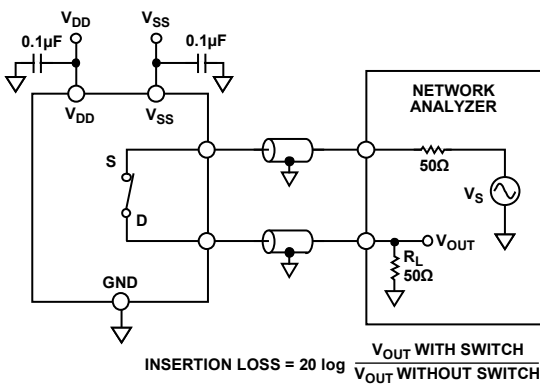 VDD
VSS
0.1µF
0.1µF
VDD
VSS
NETWORK
ANALYZER
S
50Ω
VS
D
VOUT
RL
50Ω
GND
INSERTION LOSS = 20 log VOUT WITH SWITCH
VOUT WITHOUT SWITCH